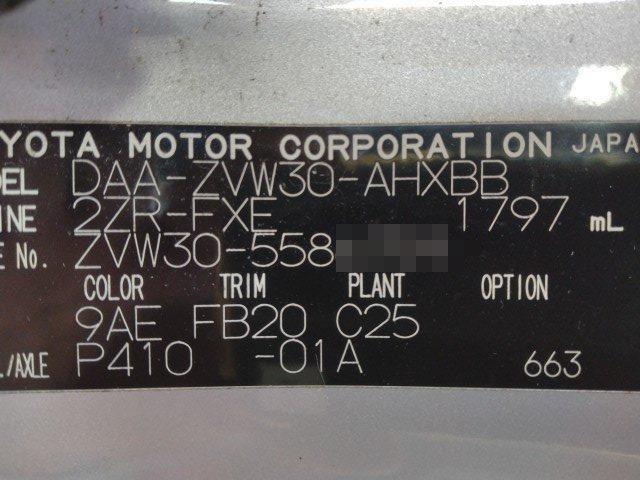 YOTA MOTOR CORPORATION JAPA
DEL DAA-ZVW30-AHXBB
INE 2ZR-FXE 1797 mL
E No. ZVW30-558
COLOR TRIM PLANT OPTION
9AE FB20 C25
./AXLE P410 -01A 663